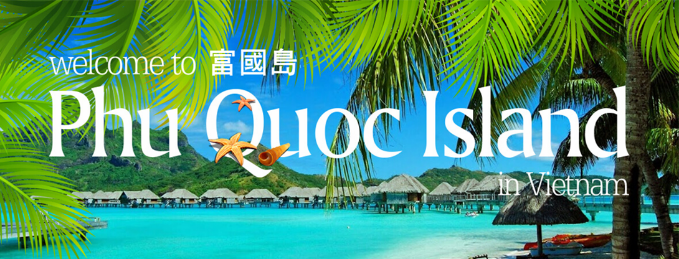 welcome to 富國島
Phu Quoc Island
in Vietnam